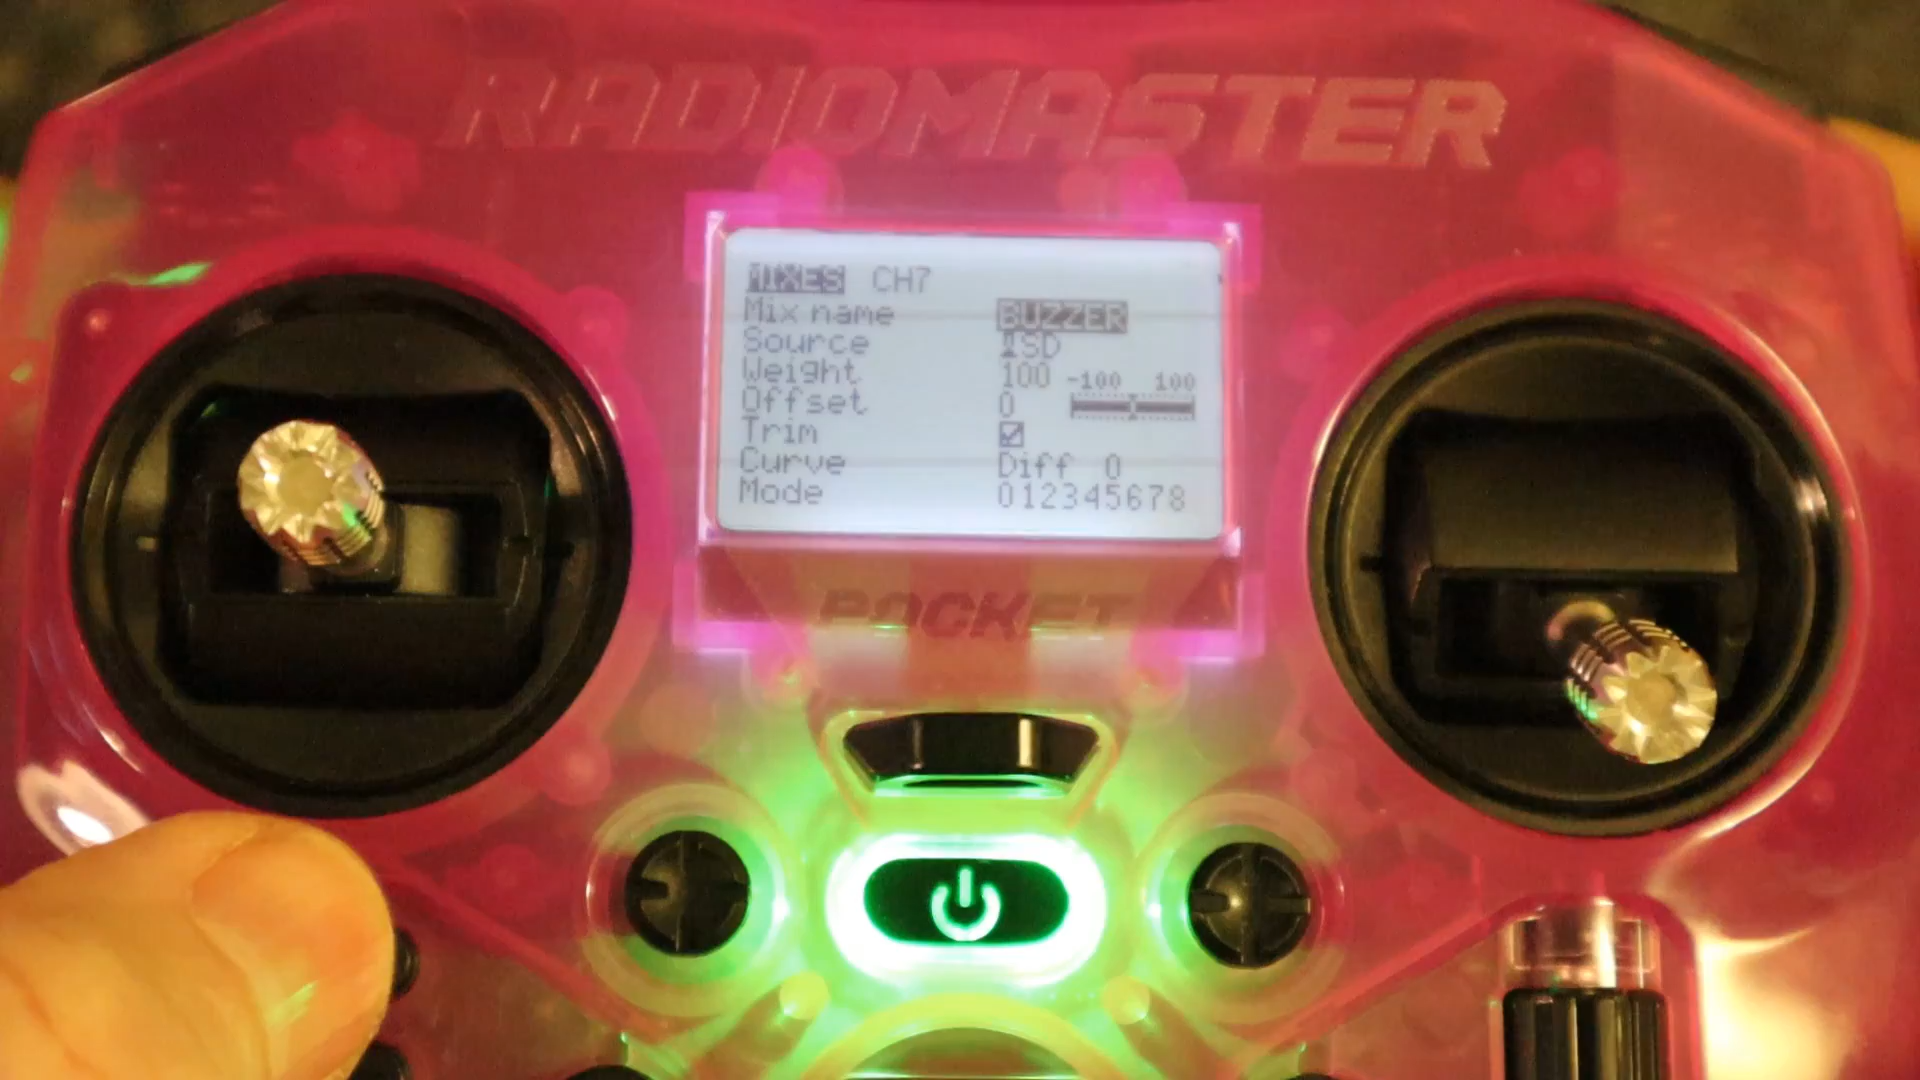 RADIOMASTER
MIXES CH7
Mix name BUZZER
Source SD
Weight 100 -100 100
Offset 0
Trim
Curve Diff 0
Mode 012345678
POCKET